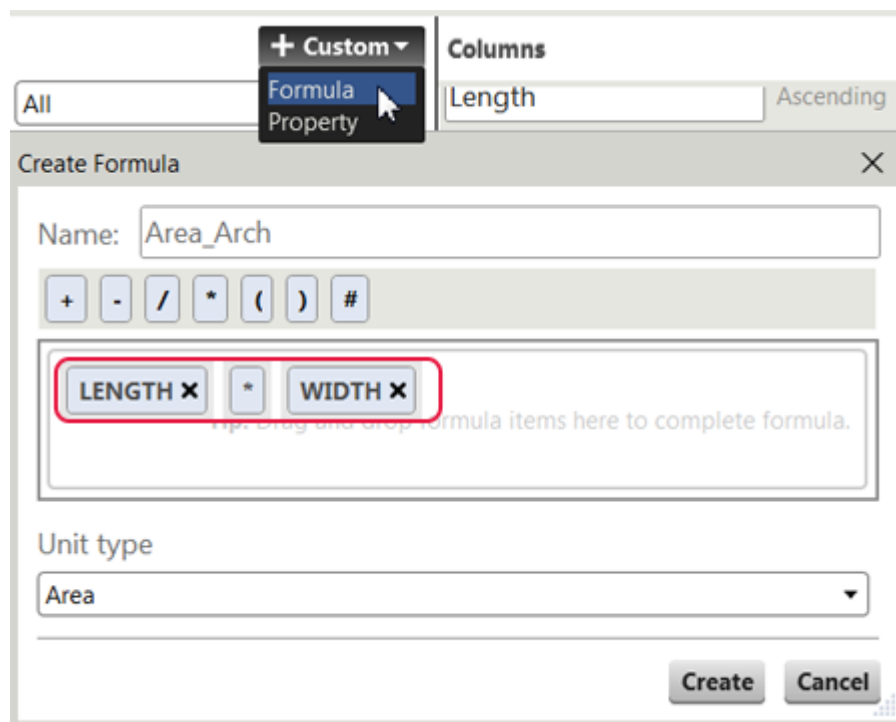 + Custom
Columns
All
Formula
Property
Length
Ascending
Create Formula
Name: Area_Arch
+ - / * ( ) #
LENGTH × * WIDTH ×
Tip: Drag and drop formula items here to complete formula.
Unit type
Area
Create Cancel